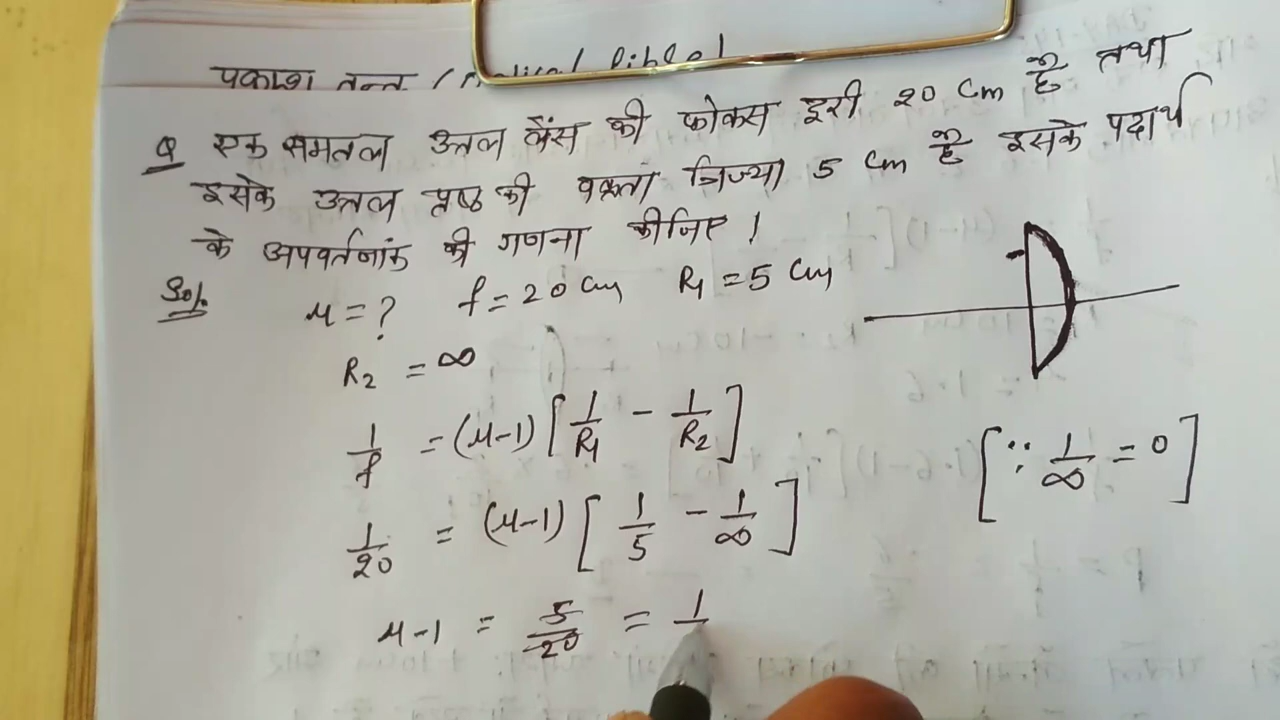 प्रकाश तन्त्र
Q एक समतल उत्तल लैंस की फोकस दूरी 20 cm है तथा
इसके उत्तल पृष्ठ की वक्रता त्रिज्या 5 cm है इसके पदार्थ
के अपवर्तनांक की गणना कीजिए।
Sol.
μ = ? f = 20 cm R₁ = 5 cm
R₂ = ∞
1/f = (μ-1) [1/R₁ - 1/R₂]
1/20 = (μ-1) [1/5 - 1/∞] [∵ 1/∞ = 0]
μ-1 = 5/20 = 1